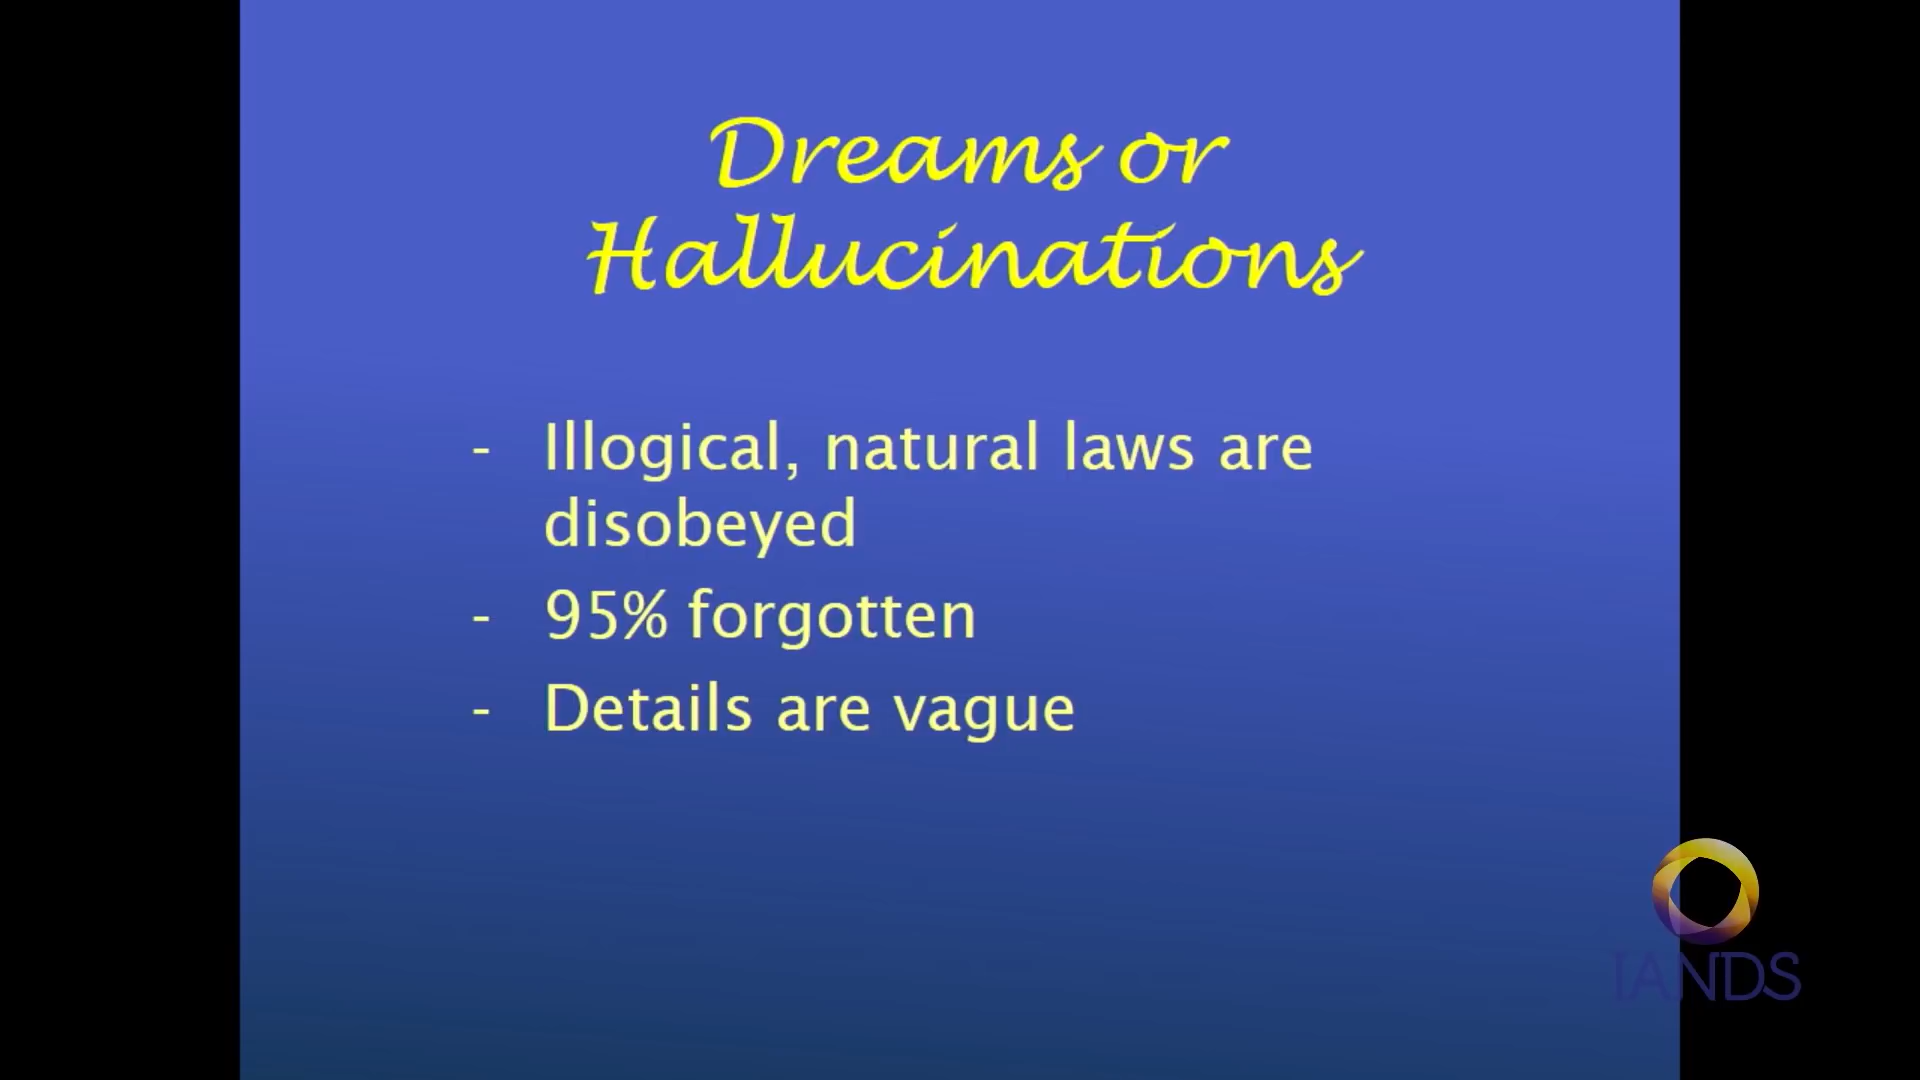 Dreams or
Hallucinations
- Illogical, natural laws are
disobeyed
- 95% forgotten
- Details are vague
IANDS